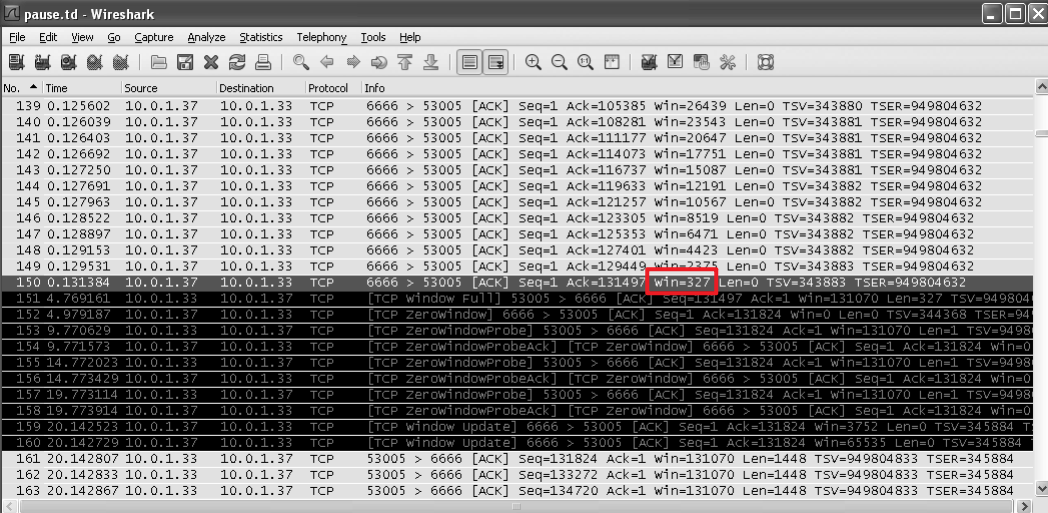 pause.td - Wireshark
File Edit View Go Capture Analyze Statistics Telephony Tools Help
No. Time Source Destination Protocol Info
139 0.125602 10.0.1.37 10.0.1.33 TCP 6666 > 53005 [ACK] Seq=1 Ack=105385 Win=26439 Len=0 TSV=343880 TSER=949804632
140 0.126039 10.0.1.37 10.0.1.33 TCP 6666 > 53005 [ACK] Seq=1 Ack=108281 Win=23543 Len=0 TSV=343881 TSER=949804632
141 0.126403 10.0.1.37 10.0.1.33 TCP 6666 > 53005 [ACK] Seq=1 Ack=111177 Win=20647 Len=0 TSV=343881 TSER=949804632
142 0.126692 10.0.1.37 10.0.1.33 TCP 6666 > 53005 [ACK] Seq=1 Ack=114073 Win=17751 Len=0 TSV=343881 TSER=949804632
143 0.127250 10.0.1.37 10.0.1.33 TCP 6666 > 53005 [ACK] Seq=1 Ack=116737 Win=15087 Len=0 TSV=343881 TSER=949804632
144 0.127691 10.0.1.37 10.0.1.33 TCP 6666 > 53005 [ACK] Seq=1 Ack=119633 Win=12191 Len=0 TSV=343882 TSER=949804632
145 0.127963 10.0.1.37 10.0.1.33 TCP 6666 > 53005 [ACK] Seq=1 Ack=121257 Win=10567 Len=0 TSV=343882 TSER=949804632
146 0.128522 10.0.1.37 10.0.1.33 TCP 6666 > 53005 [ACK] Seq=1 Ack=123305 Win=8519 Len=0 TSV=343882 TSER=949804632
147 0.128897 10.0.1.37 10.0.1.33 TCP 6666 > 53005 [ACK] Seq=1 Ack=125353 Win=6471 Len=0 TSV=343882 TSER=949804632
148 0.129153 10.0.1.37 10.0.1.33 TCP 6666 > 53005 [ACK] Seq=1 Ack=127401 Win=4423 Len=0 TSV=343882 TSER=949804632
149 0.129531 10.0.1.37 10.0.1.33 TCP 6666 > 53005 [ACK] Seq=1 Ack=129449 Win=2375 Len=0 TSV=343883 TSER=949804632
150 0.131384 10.0.1.37 10.0.1.33 TCP 6666 > 53005 [ACK] Seq=1 Ack=131497 Win=327 Len=0 TSV=343883 TSER=949804632
151 4.769161 10.0.1.33 10.0.1.37 TCP [TCP Window Full] 53005 > 6666 [ACK] Seq=131497 Ack=1 Win=131070 Len=327 TSV=94980
152 4.979187 10.0.1.37 10.0.1.33 TCP [TCP ZeroWindow] 6666 > 53005 [ACK] Seq=1 Ack=131824 Win=0 Len=0 TSV=344368 TSER=9498
153 9.770629 10.0.1.33 10.0.1.37 TCP [TCP ZeroWindowProbe] 53005 > 6666 [ACK] Seq=131824 Ack=1 Win=131070 Len=1 TSV=949
154 9.771573 10.0.1.37 10.0.1.33 TCP [TCP ZeroWindowProbeAck] [TCP ZeroWindow] 6666 > 53005 [ACK] Seq=1 Ack=131824 Win=0
155 14.772023 10.0.1.33 10.0.1.37 TCP [TCP ZeroWindowProbe] 53005 > 6666 [ACK] Seq=131824 Ack=1 Win=131070 Len=1 TSV=949
156 14.773429 10.0.1.37 10.0.1.33 TCP [TCP ZeroWindowProbeAck] [TCP ZeroWindow] 6666 > 53005 [ACK] Seq=1 Ack=131824 Win=0
157 19.773114 10.0.1.33 10.0.1.37 TCP [TCP ZeroWindowProbe] 53005 > 6666 [ACK] Seq=131824 Ack=1 Win=131070 Len=1 TSV=949
158 19.773914 10.0.1.37 10.0.1.33 TCP [TCP ZeroWindowProbeAck] [TCP ZeroWindow] 6666 > 53005 [ACK] Seq=1 Ack=131824 Win=0
159 20.142523 10.0.1.37 10.0.1.33 TCP [TCP Window Update] 6666 > 53005 [ACK] Seq=1 Ack=131824 Win=3752 Len=0 TSV=345884
160 20.142729 10.0.1.37 10.0.1.33 TCP [TCP Window Update] 6666 > 53005 [ACK] Seq=1 Ack=131824 Win=65535 Len=0 TSV=345884
161 20.142807 10.0.1.33 10.0.1.37 TCP 53005 > 6666 [ACK] Seq=131824 Ack=1 Win=131070 Len=1448 TSV=949804833 TSER=345884
162 20.142833 10.0.1.33 10.0.1.37 TCP 53005 > 6666 [ACK] Seq=133272 Ack=1 Win=131070 Len=1448 TSV=949804833 TSER=345884
163 20.142867 10.0.1.33 10.0.1.37 TCP 53005 > 6666 [ACK] Seq=134720 Ack=1 Win=131070 Len=1448 TSV=949804833 TSER=345884